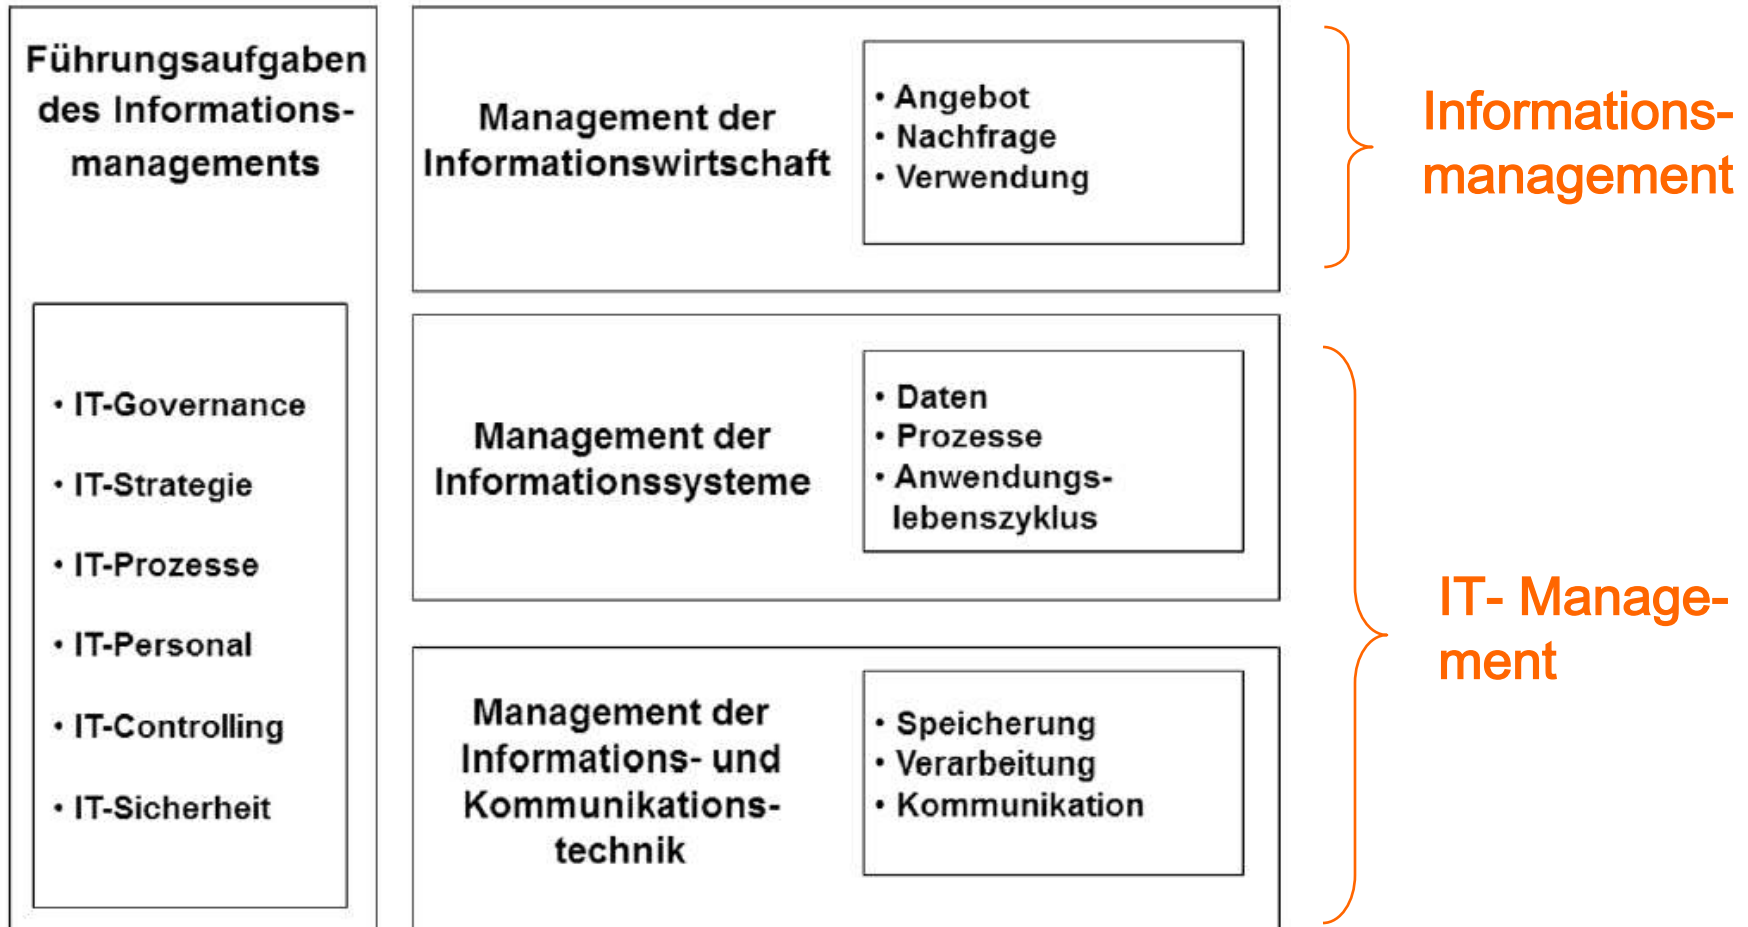 Führungsaufgaben
des Informations-
managements
• IT-Governance
• IT-Strategie
• IT-Prozesse
• IT-Personal
• IT-Controlling
• IT-Sicherheit
Management der
Informationswirtschaft
• Angebot
• Nachfrage
• Verwendung
Management der
Informationssysteme
• Daten
• Prozesse
• Anwendungs-
lebenszyklus
Management der
Informations- und
Kommunikations-
technik
• Speicherung
• Verarbeitung
• Kommunikation
Informations-
management
IT- Manage-
ment